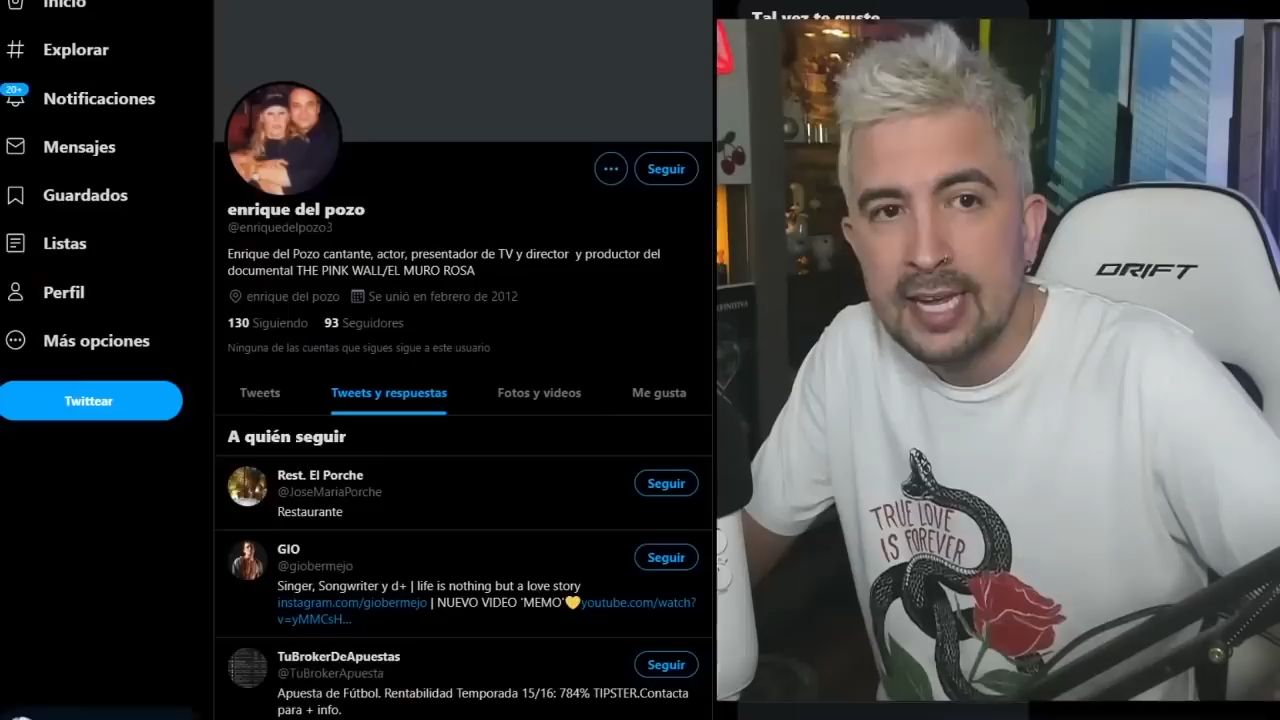 Inicio
Explorar
20+
Notificaciones
Mensajes
Guardados
Listas
Perfil
Más opciones
Twittear
Seguir
enrique del pozo
@enriquedelpozo3
Enrique del Pozo cantante, actor, presentador de TV y director y productor del
documental THE PINK WALL/EL MURO ROSA
enrique del pozo Se unió en febrero de 2012
130 Siguiendo 93 Seguidores
Ninguna de las cuentas que sigues sigue a este usuario
Tweets Tweets y respuestas Fotos y videos Me gusta
A quién seguir
Rest. El Porche
@JoseMariaPorche
Restaurante
Seguir
GIO
@giobermejo
Singer, Songwriter y d+ | life is nothing but a love story
instagram.com/giobermejo | NUEVO VIDEO ‘MEMO’💛youtube.com/watch?
v=yMMCsH...
Seguir
TuBrokerDeApuestas
@TuBrokerApuesta
Apuesta de Fútbol. Rentabilidad Temporada 15/16: 784% TIPSTER.Contacta
para + info.
Seguir
Tal vez te guste
DRIFT
TRUE LOVE
IS FOREVER